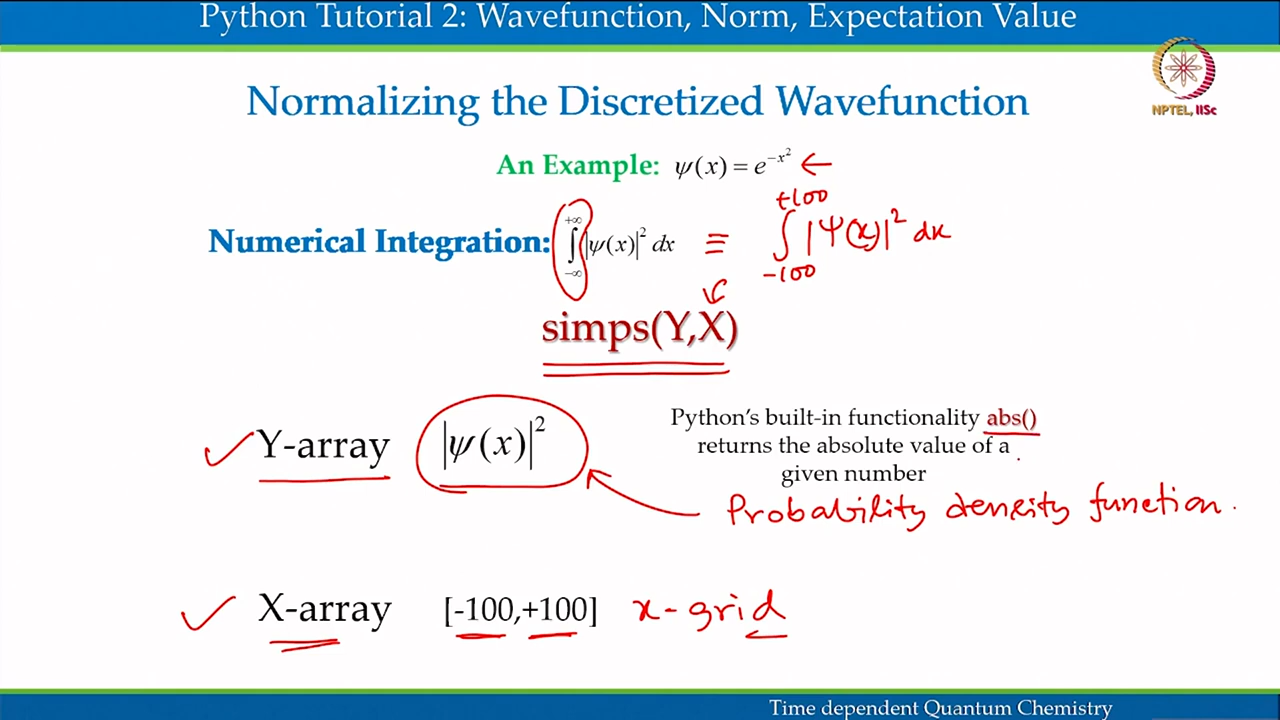 Python Tutorial 2: Wavefunction, Norm, Expectation Value
NPTEL, IISc
Normalizing the Discretized Wavefunction
An Example: ψ(x) = e^{-x²} ←
Numerical Integration: ∫_{-∞}^{+∞} |ψ(x)|² dx ≡ ∫_{-100}^{+100} |Ψ(x)|² dx
simps(Y,X)
Y-array |ψ(x)|²
Python's built-in functionality abs()
returns the absolute value of a
given number
Probability density function.
X-array [-100,+100] x-grid
Time dependent Quantum Chemistry